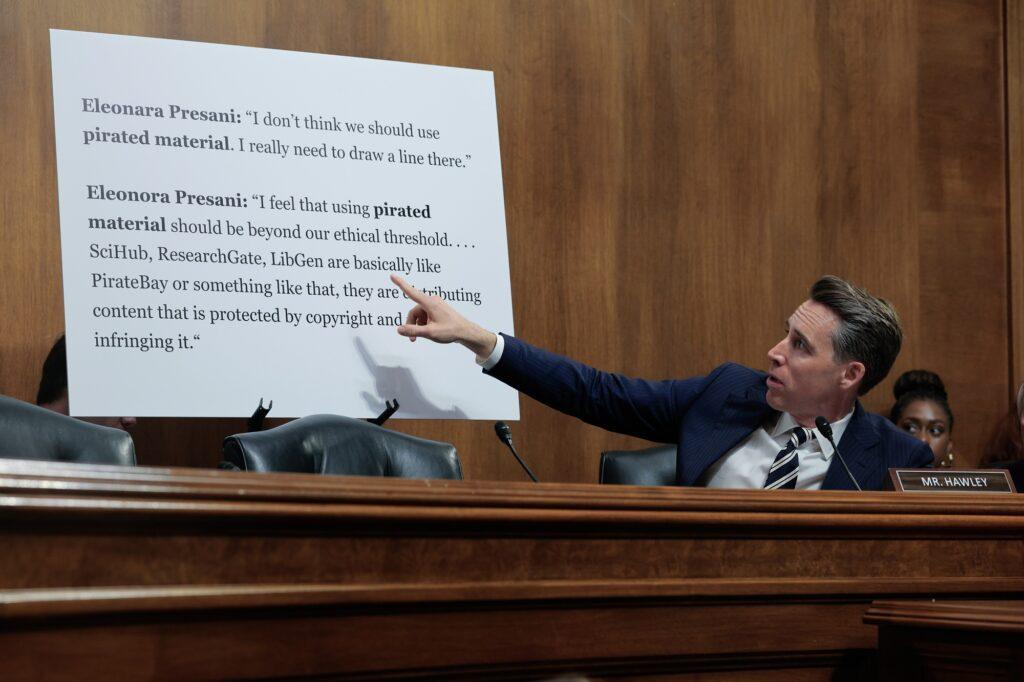 Eleonara Presani: “I don’t think we should use
pirated material. I really need to draw a line there.”
Eleonora Presani: “I feel that using pirated
material should be beyond our ethical threshold. . . .
SciHub, ResearchGate, LibGen are basically like
PirateBay or something like that, they are distributing
content that is protected by copyright and
infringing it.“
MR. HAWLEY